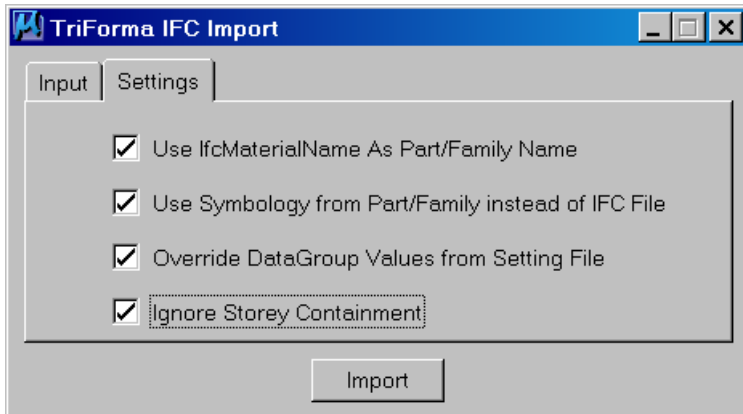 TriForma IFC Import
Input Settings
Use IfcMaterialName As Part/Family Name
Use Symbology from Part/Family instead of IFC File
Override DataGroup Values from Setting File
Ignore Storey Containment
Import